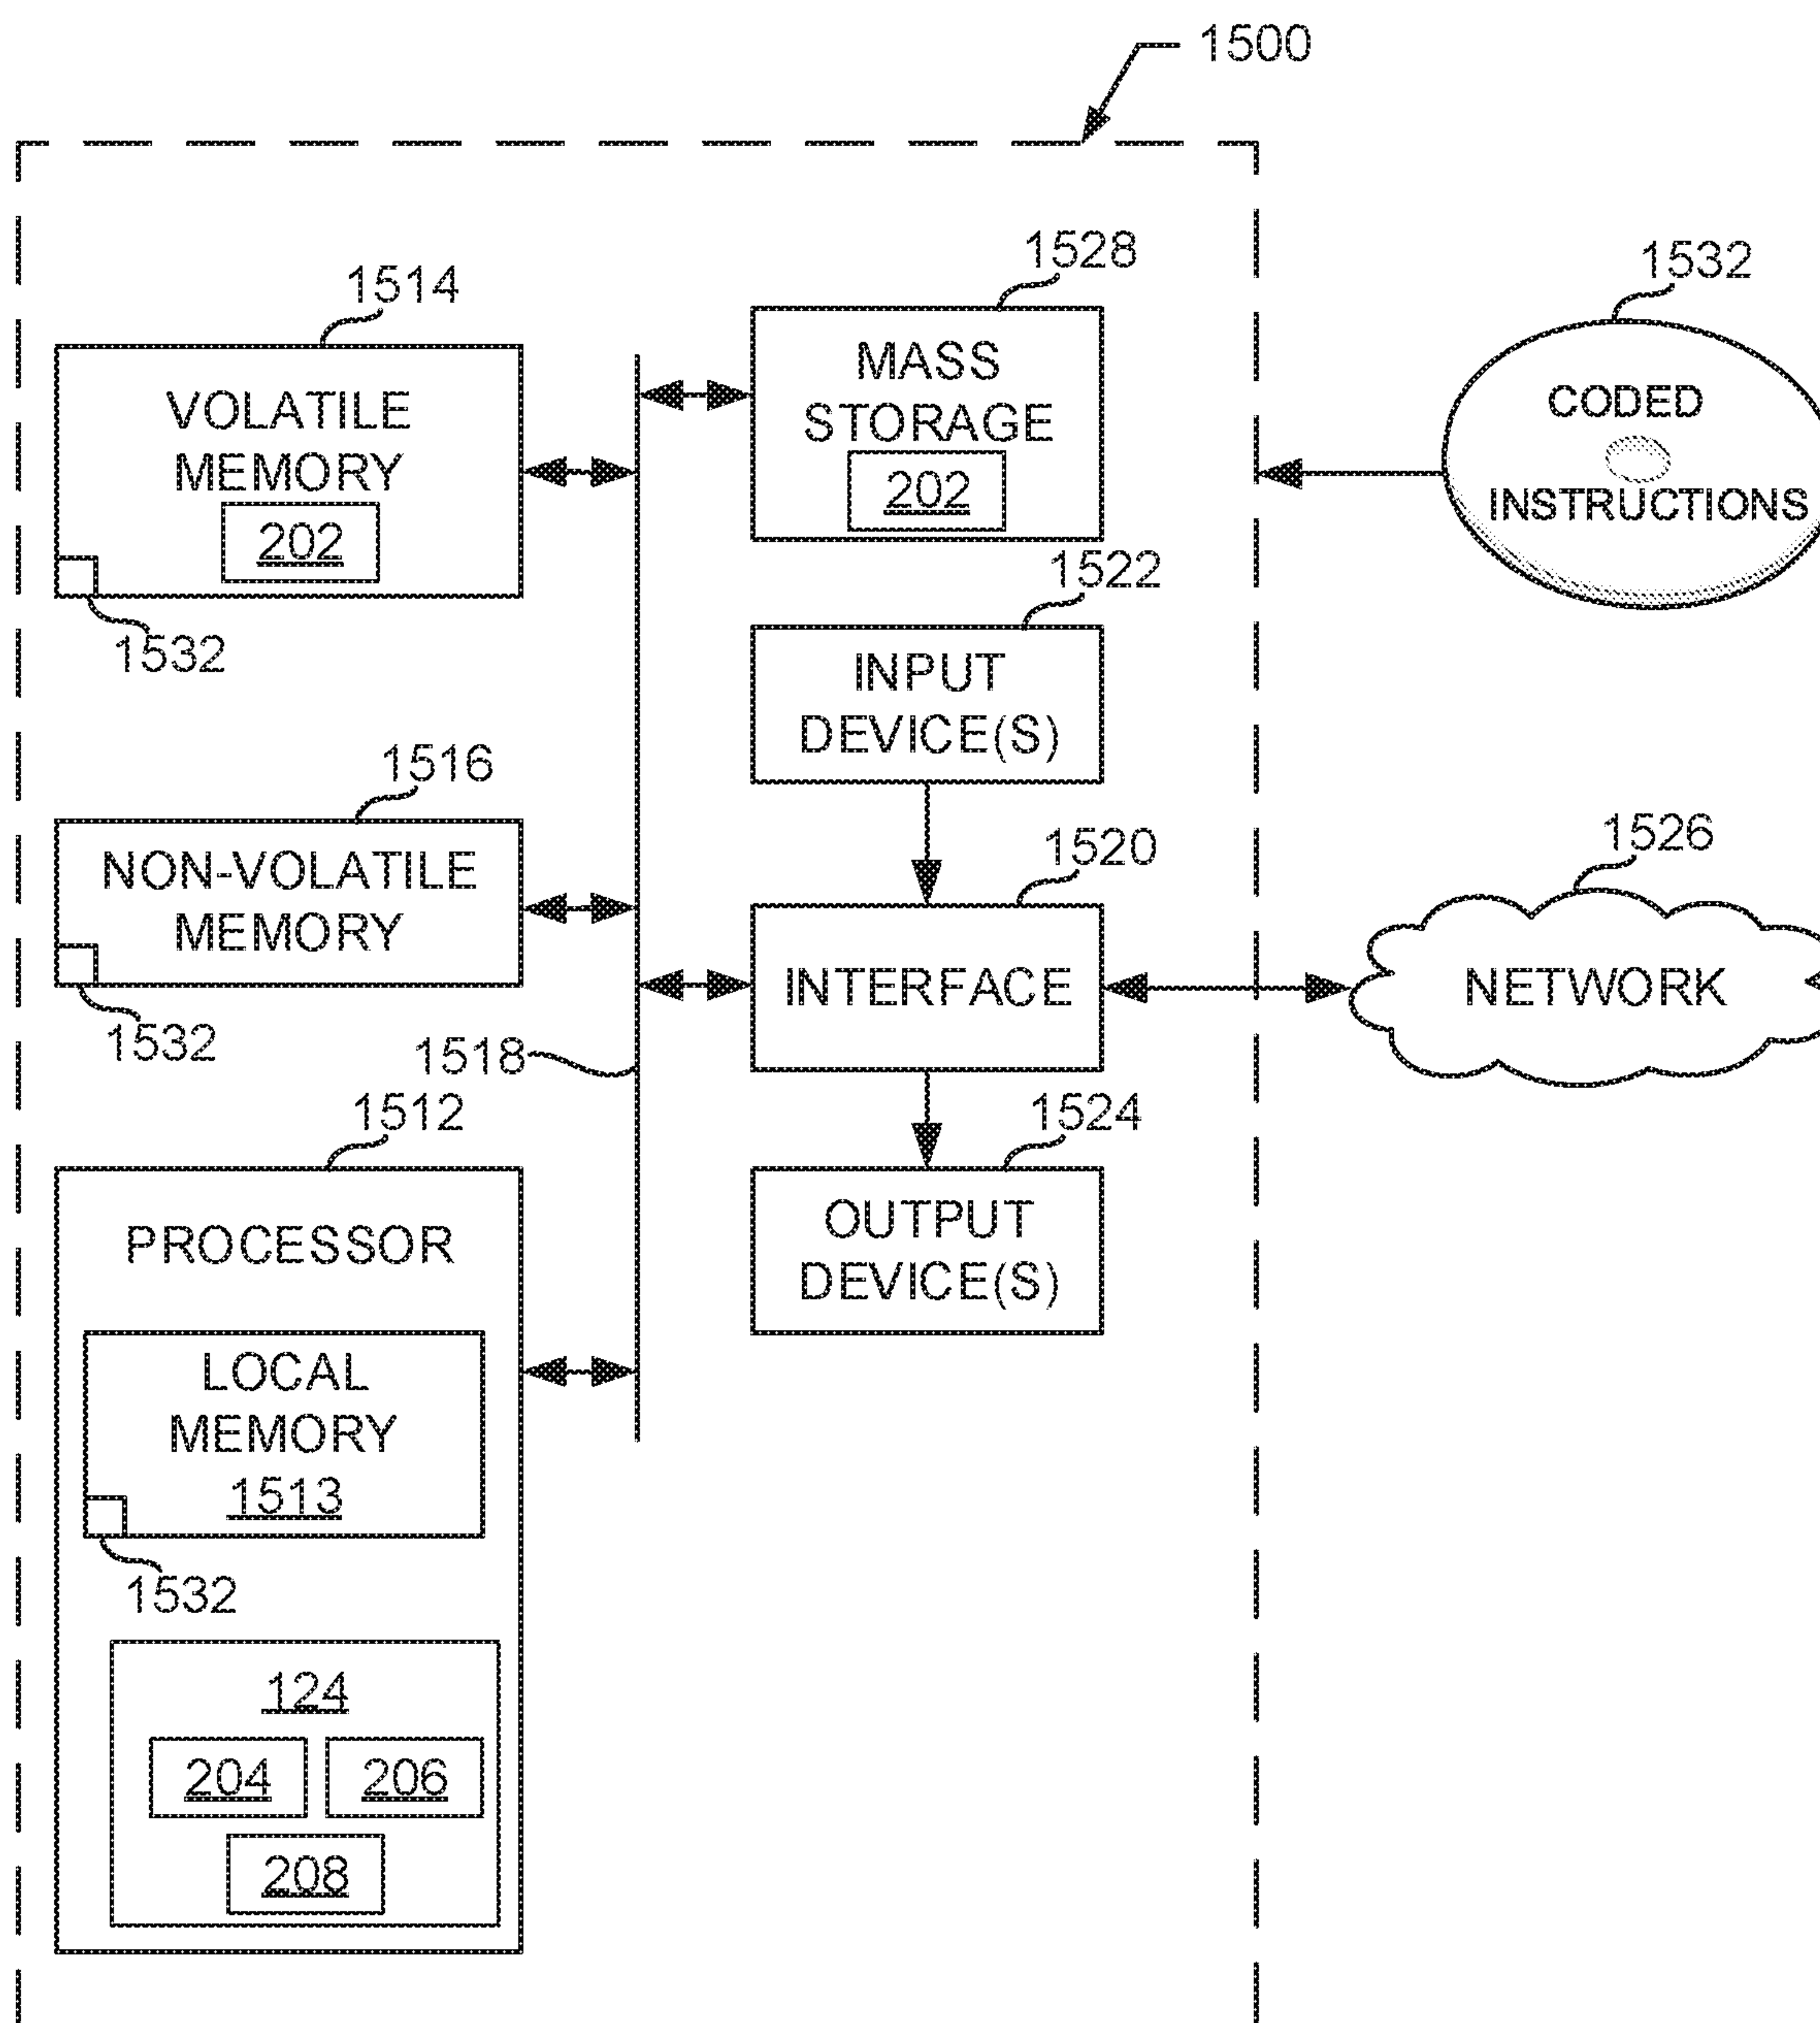 1500
1528
1532
1514
MASS
STORAGE
202
VOLATILE
MEMORY
202
1532
CODED
INSTRUCTIONS
1522
INPUT
DEVICE(S)
1516
NON-VOLATILE
MEMORY
1532
1520
INTERFACE
1526
NETWORK
1518
1512
PROCESSOR
LOCAL
MEMORY
1513
1532
124
204
206
208
1524
OUTPUT
DEVICE(S)